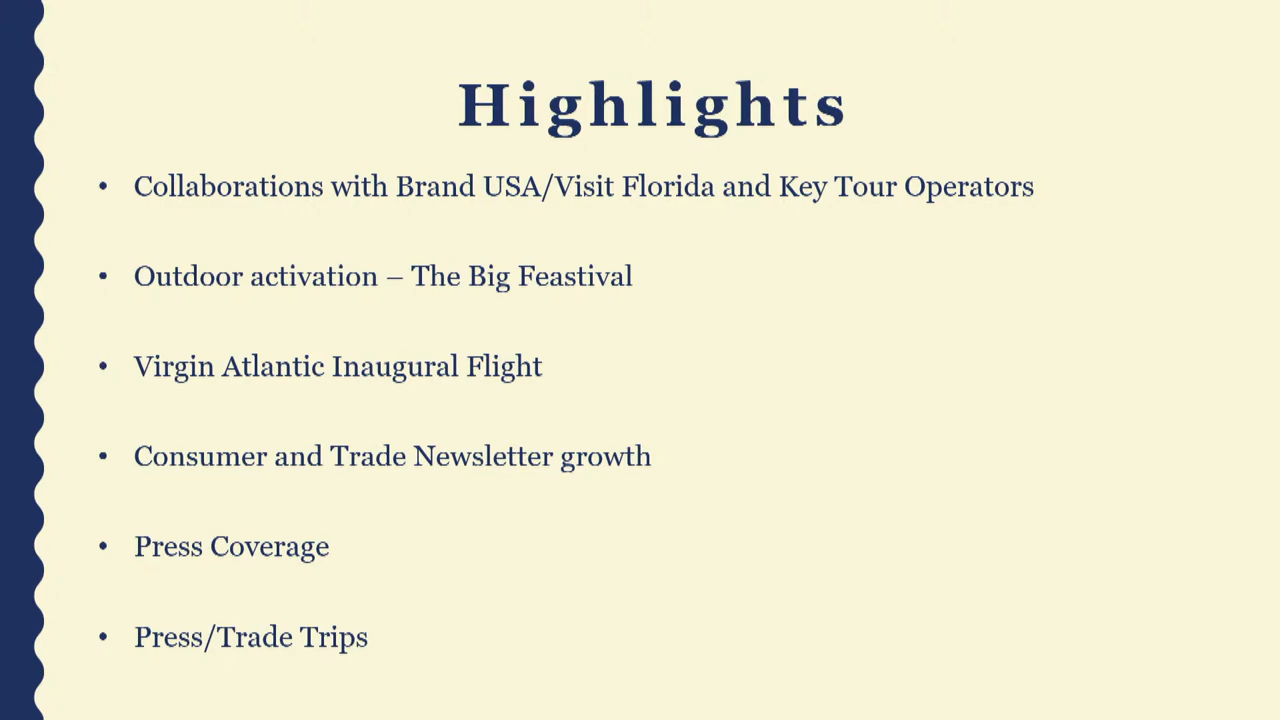 Highlights
• Collaborations with Brand USA/Visit Florida and Key Tour Operators
• Outdoor activation – The Big Feastival
• Virgin Atlantic Inaugural Flight
• Consumer and Trade Newsletter growth
• Press Coverage
• Press/Trade Trips